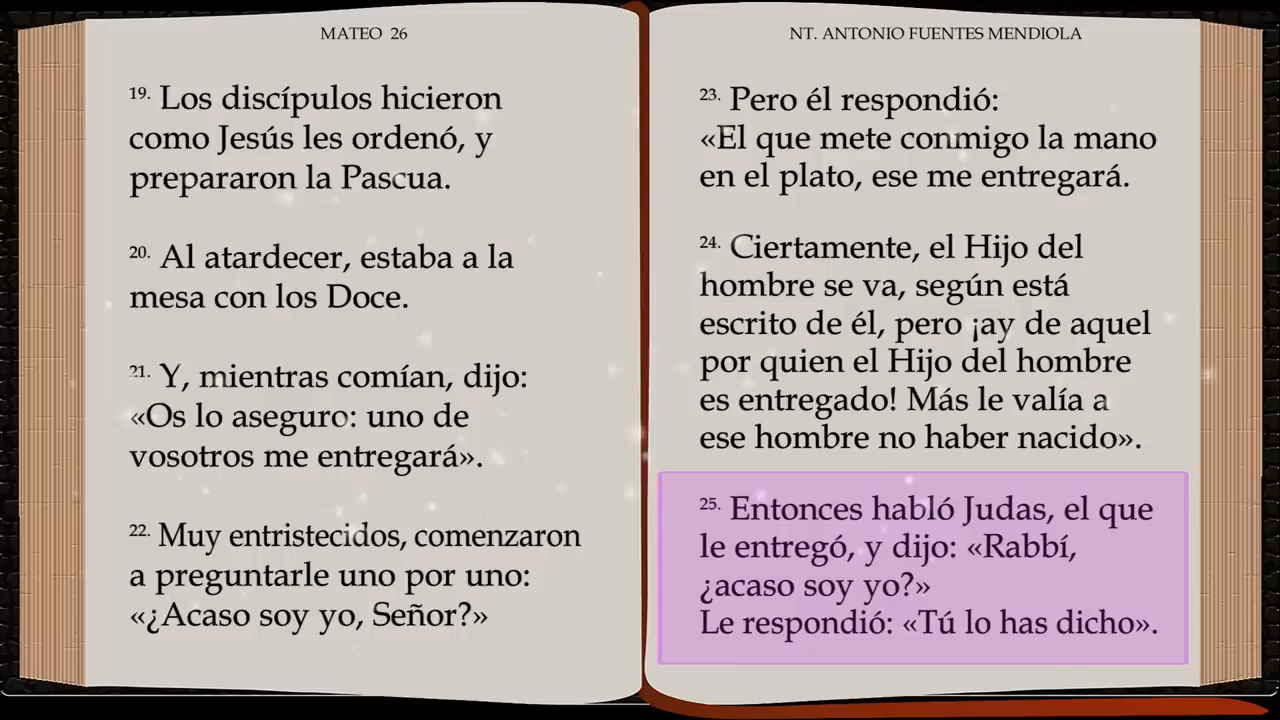 MATEO 26
19. Los discípulos hicieron
como Jesús les ordenó, y
prepararon la Pascua.
20. Al atardecer, estaba a la
mesa con los Doce.
21. Y, mientras comían, dijo:
«Os lo aseguro: uno de
vosotros me entregará».
22. Muy entristecidos, comenzaron
a preguntarle uno por uno:
«¿Acaso soy yo, Señor?»
NT. ANTONIO FUENTES MENDIOLA
23. Pero él respondió:
«El que mete conmigo la mano
en el plato, ese me entregará.
24. Ciertamente, el Hijo del
hombre se va, según está
escrito de él, pero ¡ay de aquel
por quien el Hijo del hombre
es entregado! Más le valía a
ese hombre no haber nacido».
25. Entonces habló Judas, el que
le entregó, y dijo: «Rabbí,
¿acaso soy yo?»
Le respondió: «Tú lo has dicho».